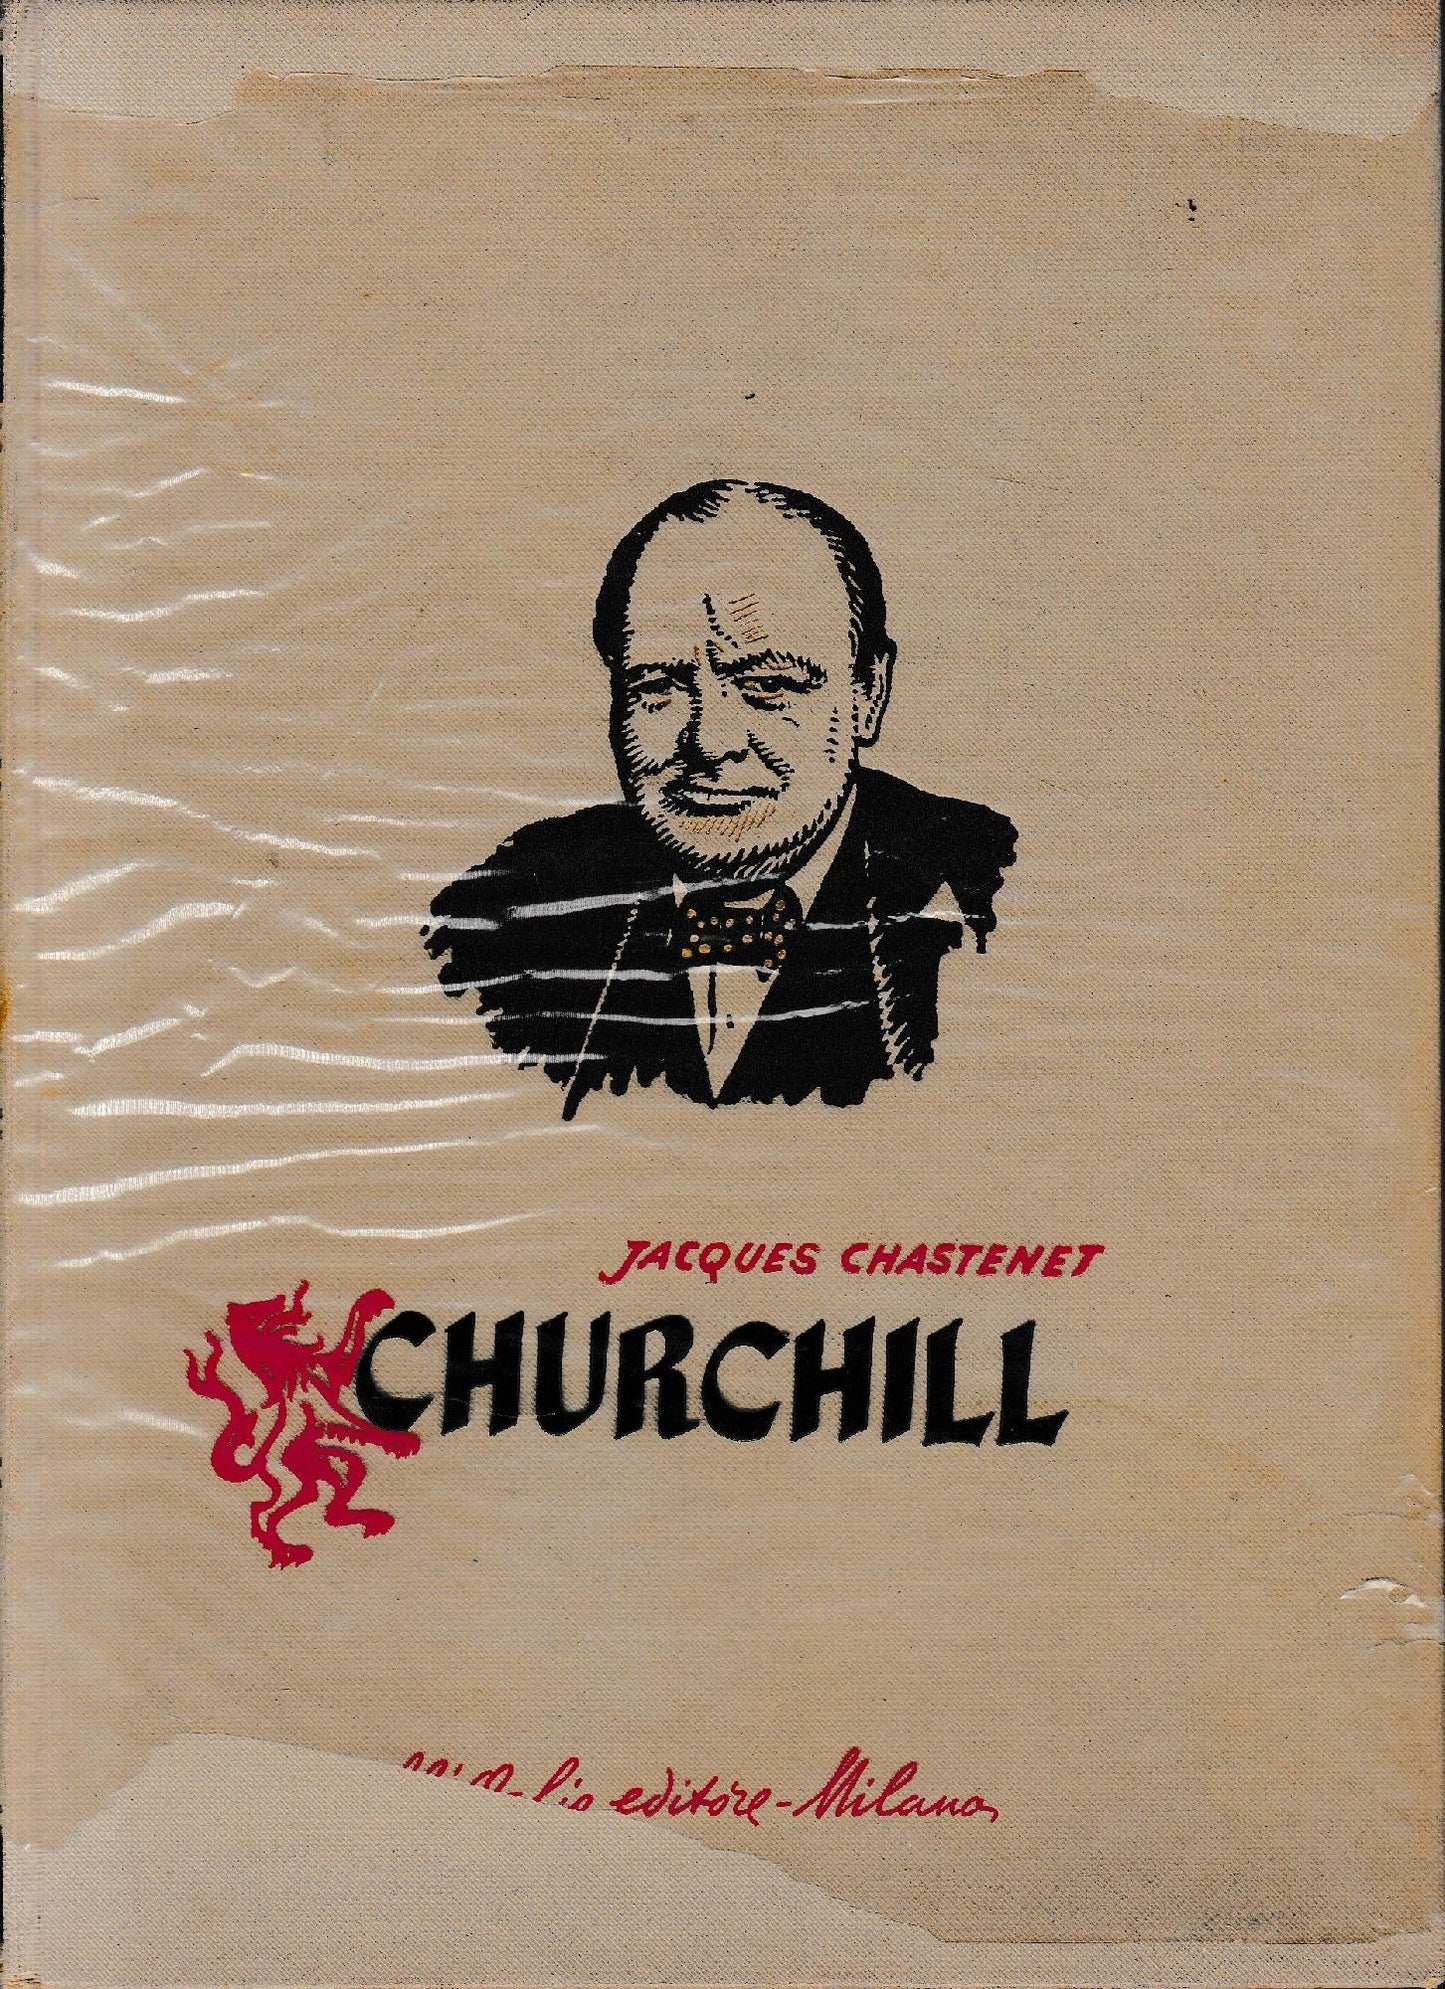 JACQUES CHASTENET
CHURCHILL
editore-Milano